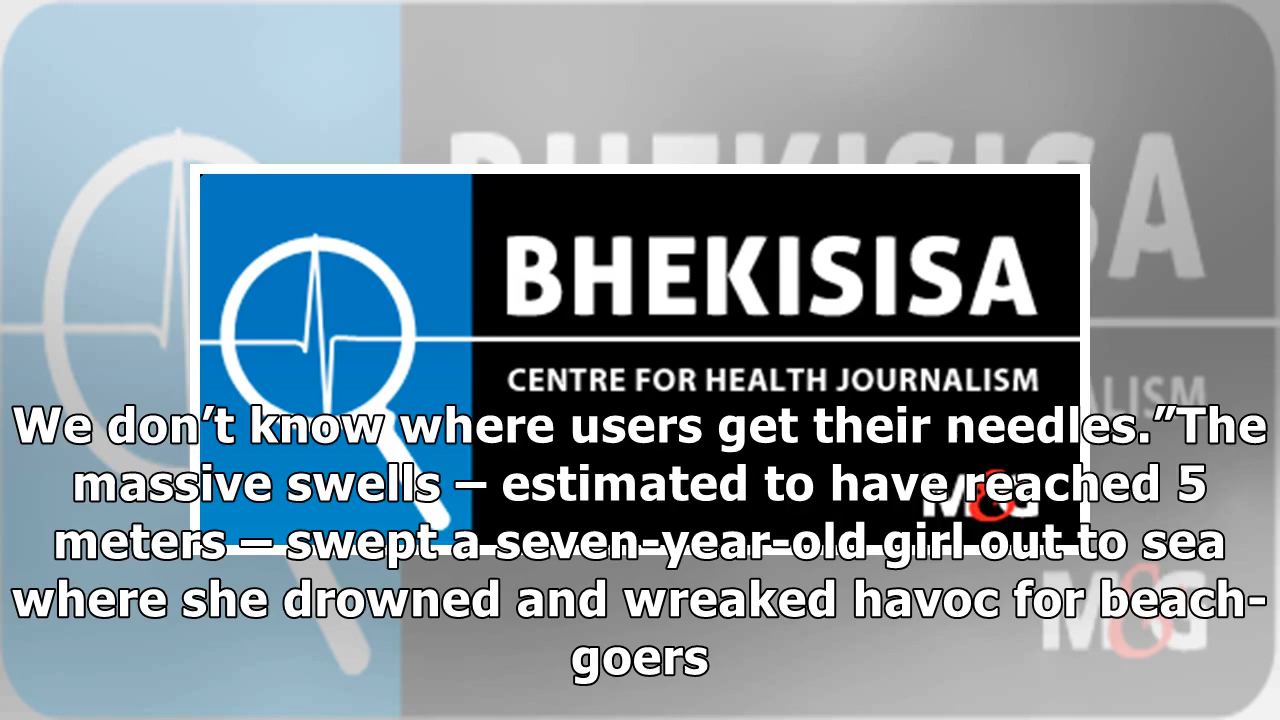 BHEKISISA
BHEKISISA
CENTRE FOR HEALTH JOURNALISM
ALISM
We don’t know where users get their needles.”The
massive swells – estimated to have reached 5
meters – swept a seven-year-old girl out to sea
where she drowned and wreaked havoc for beach-
goers
M&G
M&G